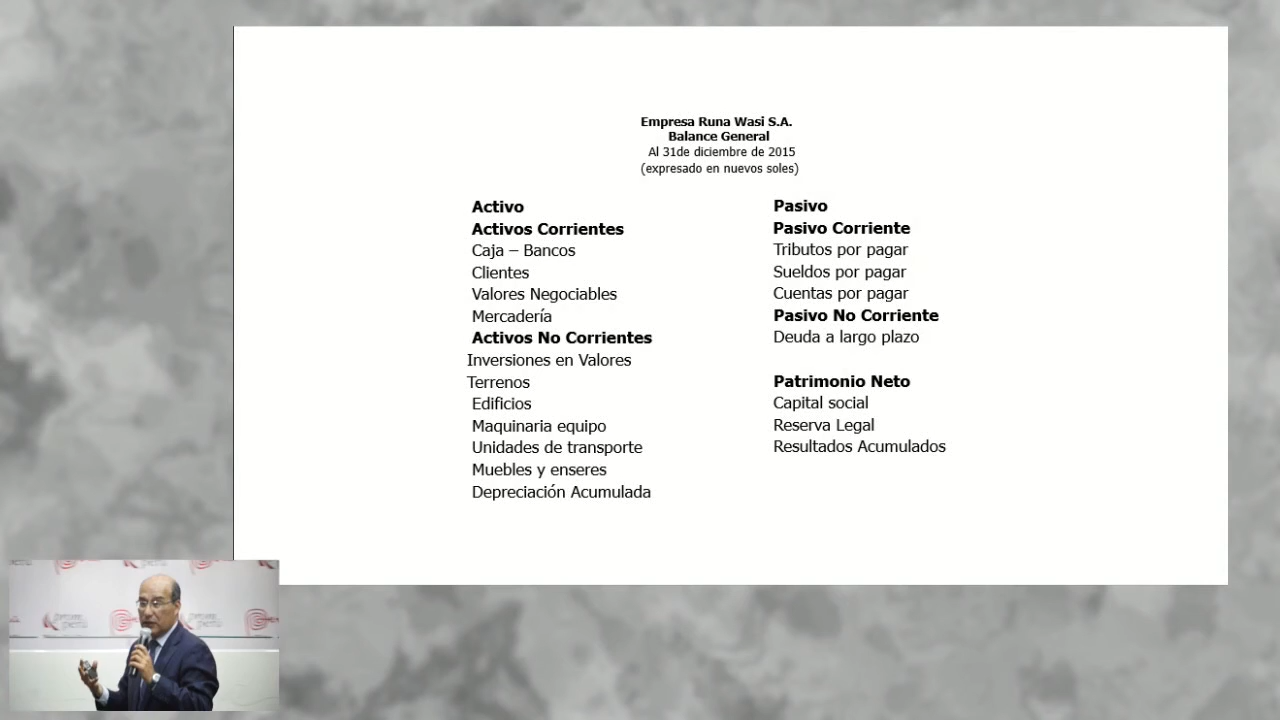 Empresa Runa Wasi S.A.
Balance General
Al 31de diciembre de 2015
(expresado en nuevos soles)
Activo
Activos Corrientes
Caja – Bancos
Clientes
Valores Negociables
Mercadería
Activos No Corrientes
Inversiones en Valores
Terrenos
Edificios
Maquinaria equipo
Unidades de transporte
Muebles y enseres
Depreciación Acumulada
Pasivo
Pasivo Corriente
Tributos por pagar
Sueldos por pagar
Cuentas por pagar
Pasivo No Corriente
Deuda a largo plazo
Patrimonio Neto
Capital social
Reserva Legal
Resultados Acumulados